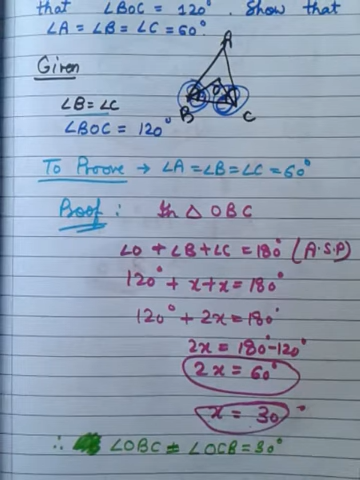 that ∠BOC = 120°. Show that
∠A = ∠B = ∠C = 60°
Given
A
O
B
C
∠B = ∠C
∠BOC = 120°
To Proove → ∠A = ∠B = ∠C = 60°
Proof : In △ OBC
∠O + ∠B + ∠C = 180° (A.S.P)
120° + x + x = 180°
120° + 2x = 180°
2x = 180° - 120°
2x = 60°
x = 30°
∴ ∠OBC = ∠OCB = 30°